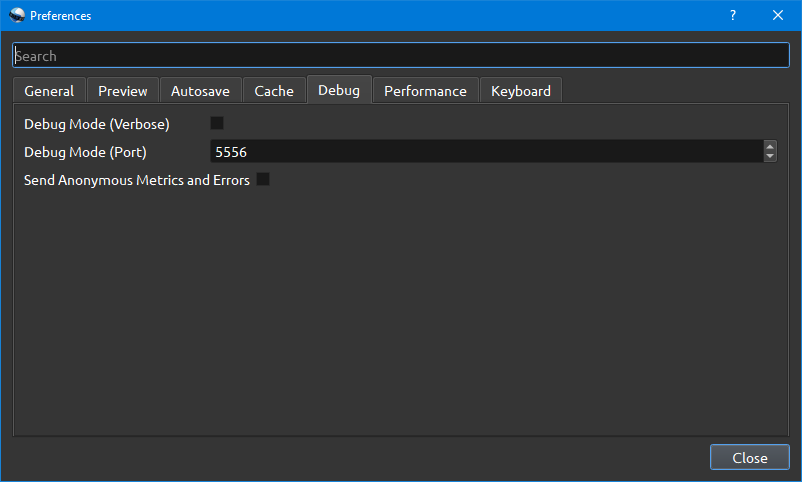 Preferences
?
Search
General Preview Autosave Cache Debug Performance Keyboard
Debug Mode (Verbose)
Debug Mode (Port) 5556
Send Anonymous Metrics and Errors
Close